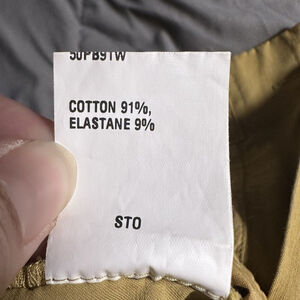 50PB91W
COTTON 91%,
ELASTANE 9%
STO